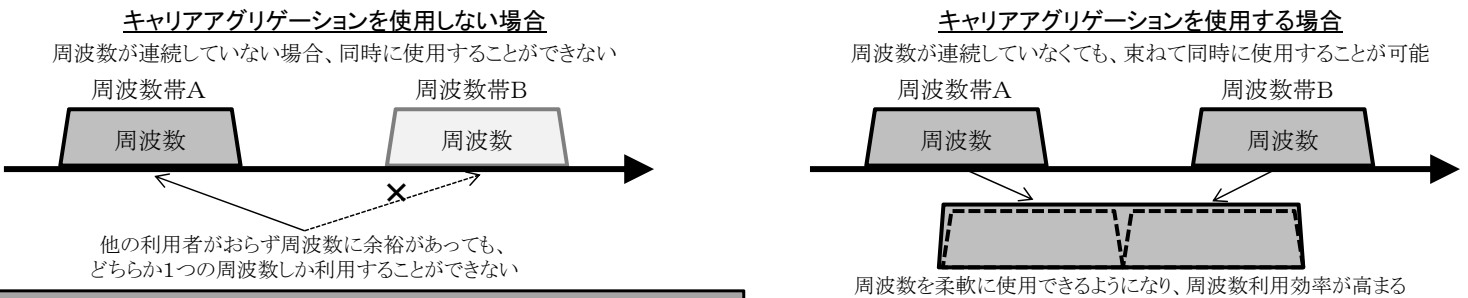 キャリアアグリゲーションを使用しない場合
周波数が連続していない場合、同時に使用することができない
周波数帯A
周波数帯B
周波数
周波数
×
他の利用者がおらず周波数に余裕があっても、
どちらか1つの周波数しか利用することができない
キャリアアグリゲーションを使用する場合
周波数が連続していなくても、束ねて同時に使用することが可能
周波数帯A
周波数帯B
周波数
周波数
周波数を柔軟に使用できるようになり、周波数利用効率が高まる